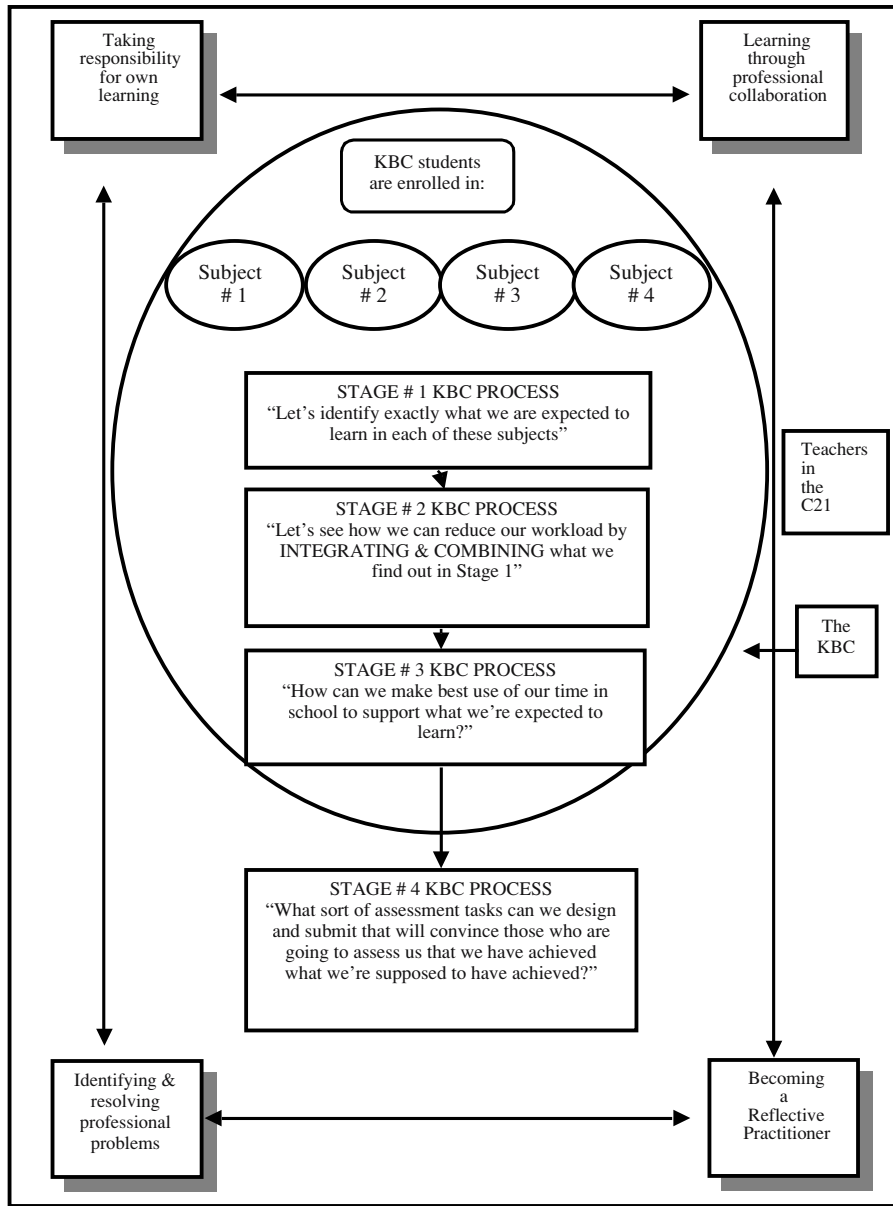 Taking
responsibility
for own
learning
Learning
through
professional
collaboration
KBC students
are enrolled in:
Subject
# 1
Subject
# 2
Subject
# 3
Subject
# 4
STAGE # 1 KBC PROCESS
“Let’s identify exactly what we are expected to
learn in each of these subjects”
Teachers
in
the
C21
STAGE # 2 KBC PROCESS
“Let’s see how we can reduce our workload by
INTEGRATING & COMBINING what we
find out in Stage 1”
The
KBC
STAGE # 3 KBC PROCESS
“How can we make best use of our time in
school to support what we’re expected to
learn?”
STAGE # 4 KBC PROCESS
“What sort of assessment tasks can we design
and submit that will convince those who are
going to assess us that we have achieved
what we’re supposed to have achieved?”
Identifying &
resolving
professional
problems
Becoming
a
Reflective
Practitioner